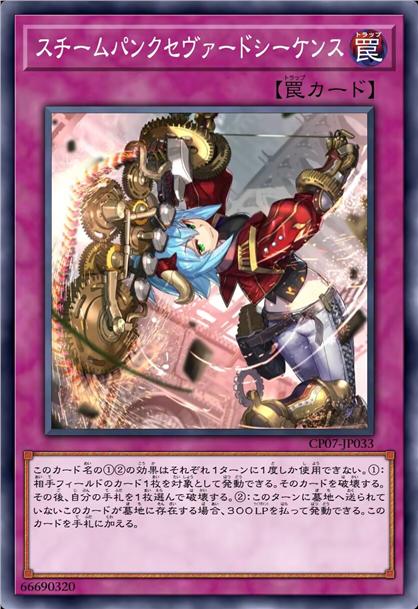 スチームパンクセヴァードシーケンス
トラップ
罠
トラップ
【罠カード】
CP07-JP033
このカード名の①②の効果はそれぞれ1ターンに1度しか使用できない。①:
相手フィールドのカード1枚を対象として発動できる。そのカードを破壊する。
その後、自分の手札を1枚選んで破壊する。②:このターンに墓地へ送られて
いないこのカードが墓地に存在する場合、300LPを払って発動できる。この
カードを手札に加える。
66690320